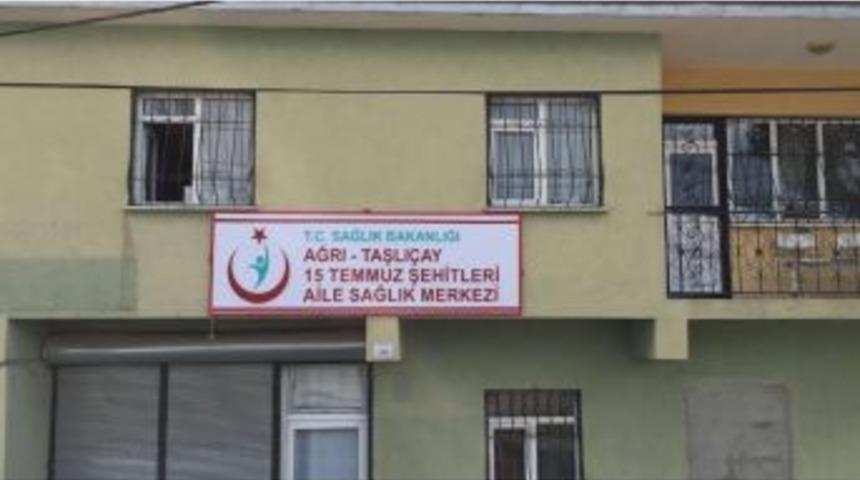 T.C. SAĞLIK BAKANLIĞI
AĞRI - TAŞLIÇAY
15 TEMMUZ ŞEHİTLERİ
AİLE SAĞLIK MERKEZİ